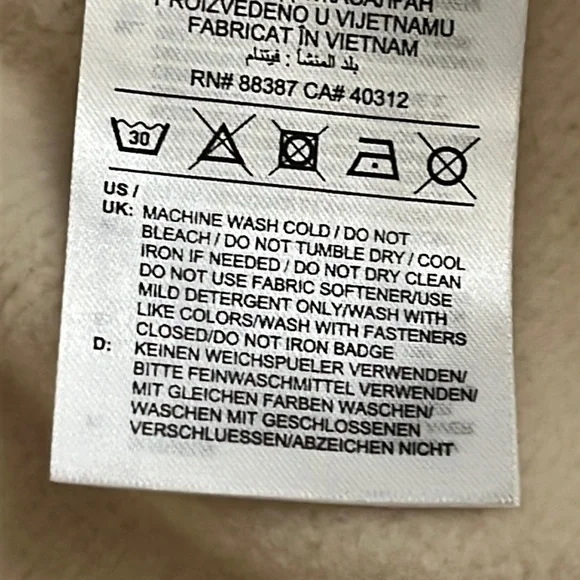 PROIZVEDENO U VIJETNAMU
FABRICAT ÎN VIETNAM
بلد المنشأ : فيتنام
RN# 88387 CA# 40312
30
US /
UK: MACHINE WASH COLD / DO NOT
BLEACH / DO NOT TUMBLE DRY / COOL
IRON IF NEEDED / DO NOT DRY CLEAN
DO NOT USE FABRIC SOFTENER/USE
MILD DETERGENT ONLY/WASH WITH
LIKE COLORS/WASH WITH FASTENERS
CLOSED/DO NOT IRON BADGE
D: KEINEN WEICHSPUELER VERWENDEN/
BITTE FEINWASCHMITTEL VERWENDEN/
MIT GLEICHEN FARBEN WASCHEN/
WASCHEN MIT GESCHLOSSENEN
VERSCHLUESSEN/ABZEICHEN NICHT